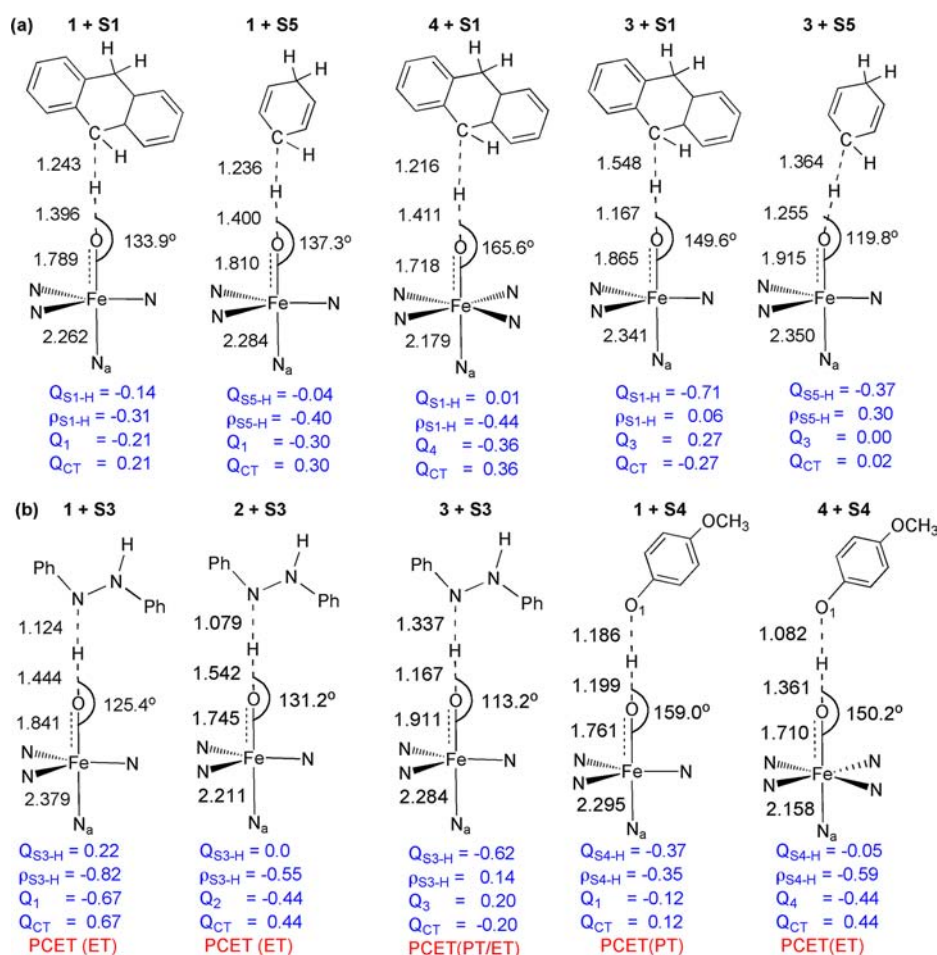 (a) 1 + S1 1 + S5 4 + S1 3 + S1 3 + S5
H H H H H
H H H H H
C H C H C H C H C H
1.243 1.236 1.216 1.548 1.364
H H H H H
1.396 1.400 1.411 1.167 1.255
O 133.9° O 137.3° O 165.6° O 149.6° O 119.8°
1.789 1.810 1.718 1.865 1.915
N Fe N N Fe N N Fe N N Fe N N Fe N
N N N N N N
2.262 2.284 2.179 2.341 2.350
Na Na Na Na Na
QS1-H = -0.14 QS5-H = -0.04 QS1-H = 0.01 QS1-H = -0.71 QS5-H = -0.37
ρS1-H = -0.31 ρS5-H = -0.40 ρS1-H = -0.44 ρS1-H = 0.06 ρS5-H = 0.30
Q1 = -0.21 Q1 = -0.30 Q4 = -0.36 Q3 = 0.27 Q3 = 0.00
QCT = 0.21 QCT = 0.30 QCT = 0.36 QCT = -0.27 QCT = 0.02
(b) 1 + S3 2 + S3 3 + S3 1 + S4 4 + S4
H H H OCH3 OCH3
Ph N Ph N Ph N
N Ph N Ph N Ph O1 O1
1.124 1.079 1.337 1.186 1.082
H H H H H
1.444 1.542 1.167 1.199 1.361
O 125.4° O 131.2° O 113.2° O 159.0° O 150.2°
1.841 1.745 1.911 1.761 1.710
N Fe N N Fe N N Fe N N Fe N N Fe N
N N N N N N
2.379 2.211 2.284 2.295 2.158
Na Na Na Na Na
QS3-H = 0.22 QS3-H = 0.0 QS3-H = -0.62 QS4-H = -0.37 QS4-H = -0.05
ρS3-H = -0.82 ρS3-H = -0.55 ρS3-H = 0.14 ρS4-H = -0.35 ρS4-H = -0.59
Q1 = -0.67 Q2 = -0.44 Q3 = 0.20 Q1 = -0.12 Q4 = -0.44
QCT = 0.67 QCT = 0.44 QCT = -0.20 QCT = 0.12 QCT = 0.44
PCET (ET) PCET (ET) PCET(PT/ET) PCET(PT) PCET(ET)